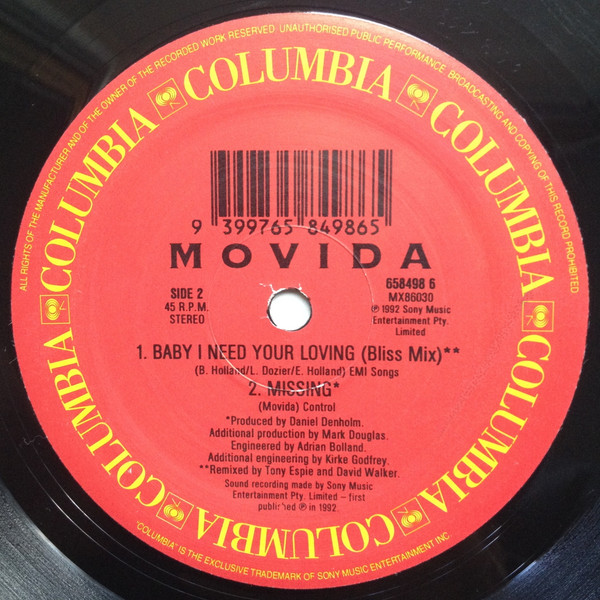 ALL RIGHTS OF THE MANUFACTURER AND OF THE OWNER OF THE RECORDED WORK RESERVED. UNAUTHORISED PUBLIC PERFORMANCE, BROADCASTING AND COPYING OF THIS RECORD PROHIBITED
COLUMBIA COLUMBIA COLUMBIA COLUMBIA COLUMBIA COLUMBIA COLUMBIA
9 399765 849865
MOVIDA
SIDE 2
45 R.P.M.
STEREO
658498 6
MX86030
℗ 1992 Sony Music
Entertainment Pty.
Limited
1. BABY I NEED YOUR LOVING (Bliss Mix)**
(B. Holland/L. Dozier/E. Holland) EMI Songs
2. MISSING*
(Movida) Control
*Produced by Daniel Denholm.
Additional production by Mark Douglas.
Engineered by Adrian Bolland.
Additional engineering by Kirke Godfrey.
**Remixed by Tony Espie and David Walker.
Sound recording made by Sony Music
Entertainment Pty. Limited – first
published ℗ in 1992.
"COLUMBIA" IS THE EXCLUSIVE TRADEMARK OF SONY MUSIC ENTERTAINMENT INC.